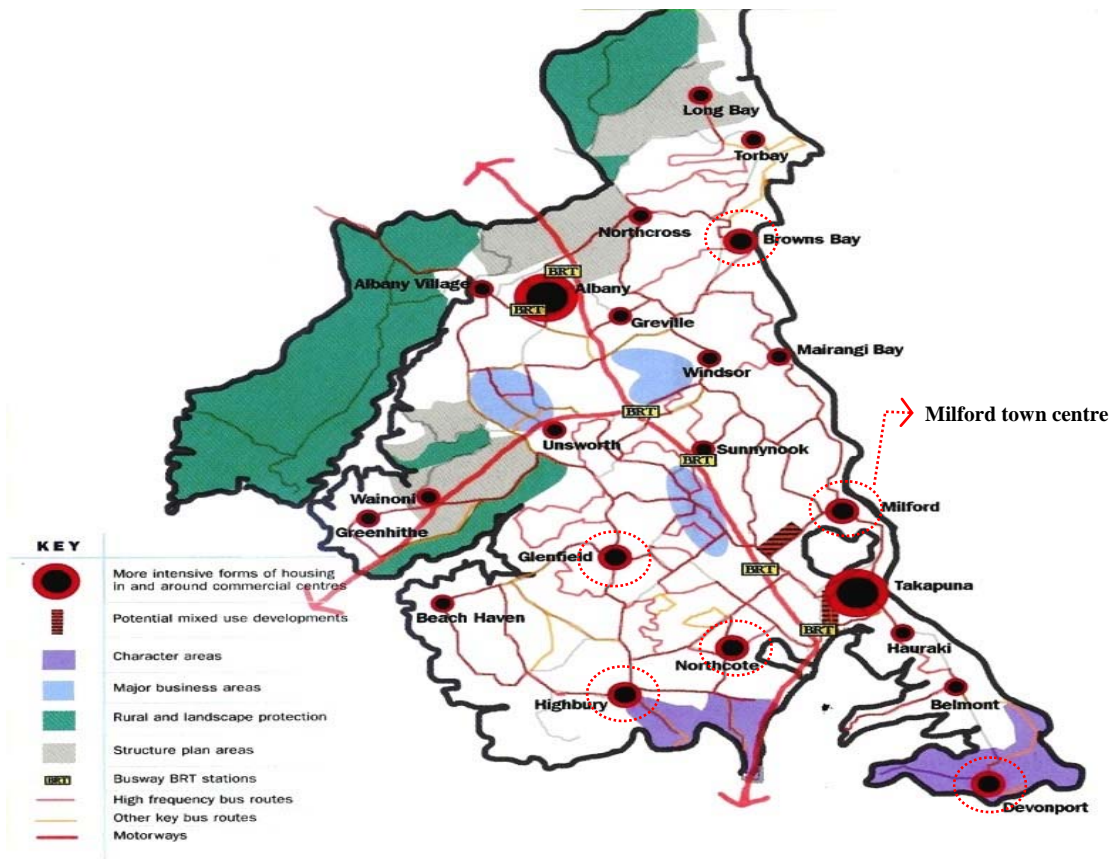 Long Bay
Torbay
Northcross
Browns Bay
BRT
Albany Village
Albany
BRT
Greville
Mairangi Bay
Windsor
BRT
Milford town centre
Unsworth
Sunnynook
BRT
Wainoni
Milford
Greenhithe
Glenfield
BRT
Takapuna
Beach Haven
BRT
Hauraki
Northcote
Highbury
Belmont
Devonport
KEY
More intensive forms of housing
in and around commercial centres
Potential mixed use developments
Character areas
Major business areas
Rural and landscape protection
Structure plan areas
BRT Busway BRT stations
High frequency bus routes
Other key bus routes
Motorways